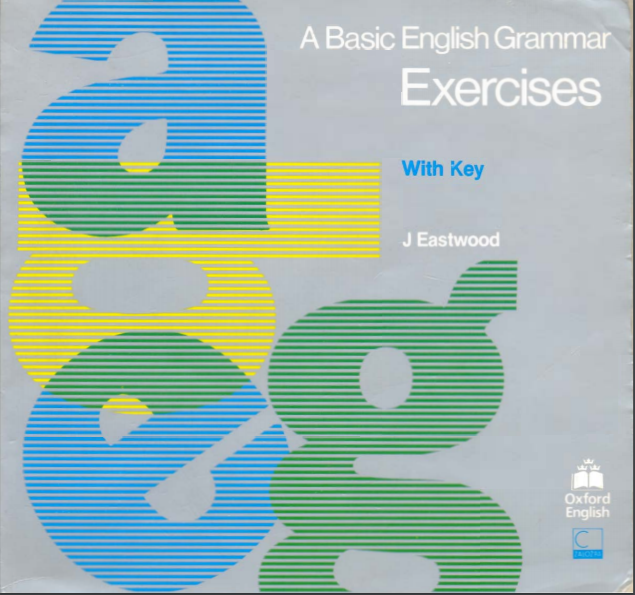 A Basic English Grammar
Exercises
With Key
J Eastwood
a
b
e
g
Oxford
English
C